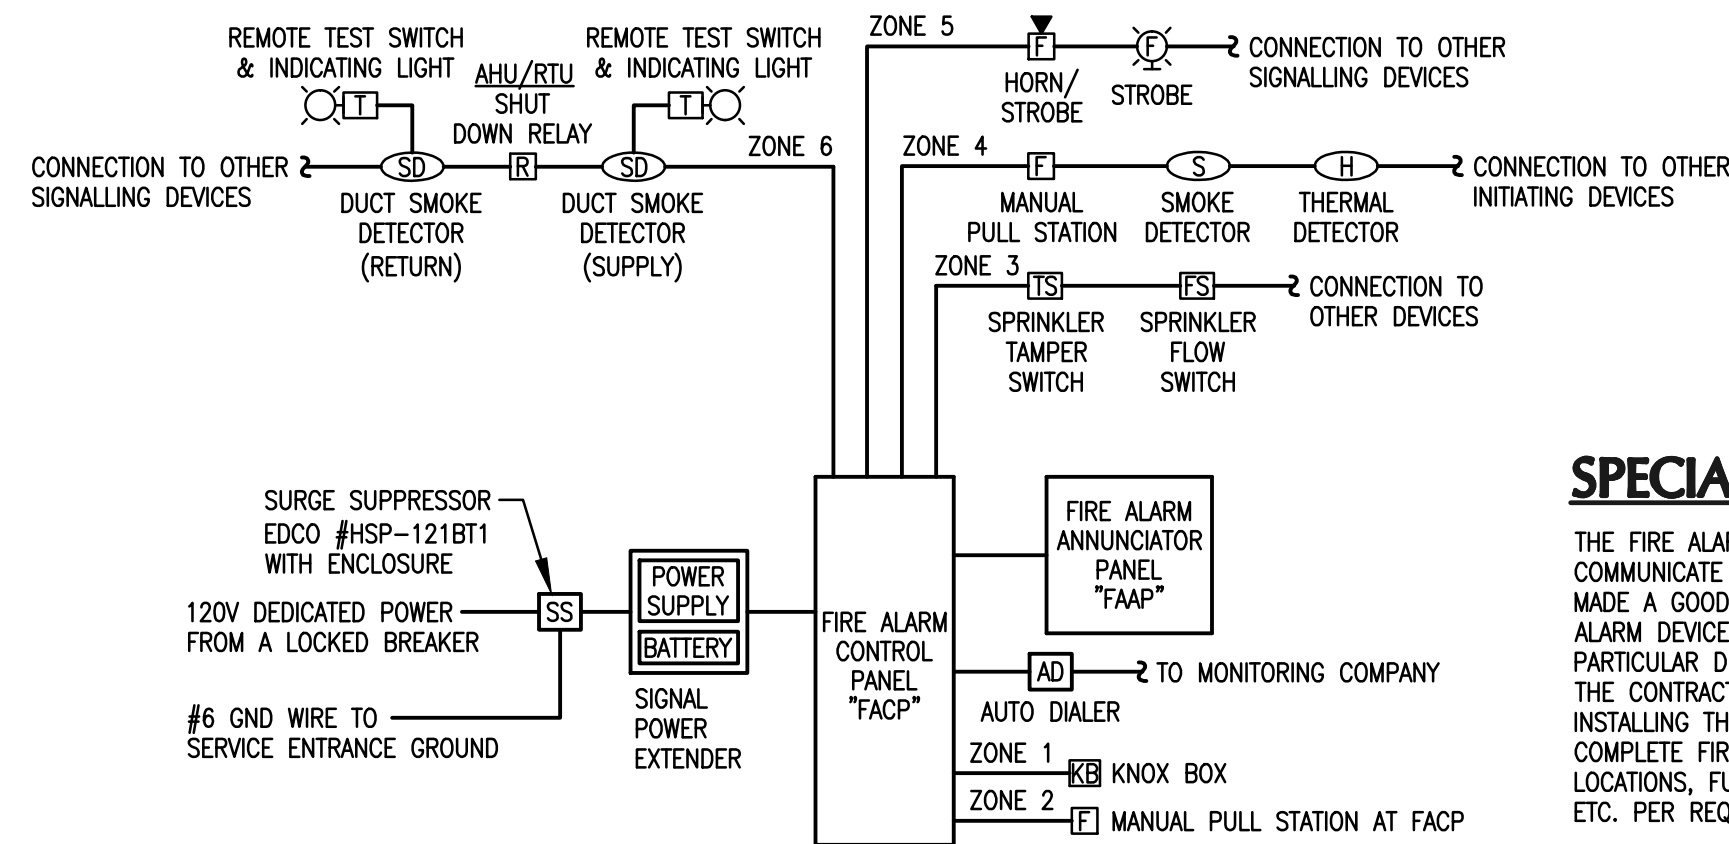 REMOTE TEST SWITCH
& INDICATING LIGHT
T
AHU/RTU
SHUT
DOWN RELAY
REMOTE TEST SWITCH
& INDICATING LIGHT
T
ZONE 6
CONNECTION TO OTHER
SIGNALLING DEVICES
SD
R
SD
DUCT SMOKE
DETECTOR
(RETURN)
DUCT SMOKE
DETECTOR
(SUPPLY)
ZONE 5
F
F
HORN/
STROBE
STROBE
CONNECTION TO OTHER
SIGNALLING DEVICES
ZONE 4
F
S
H
MANUAL
PULL STATION
SMOKE
DETECTOR
THERMAL
DETECTOR
CONNECTION TO OTHER
INITIATING DEVICES
ZONE 3
TS
FS
SPRINKLER
TAMPER
SWITCH
SPRINKLER
FLOW
SWITCH
CONNECTION TO
OTHER DEVICES
SURGE SUPPRESSOR
EDCO #HSP-121BT1
WITH ENCLOSURE
120V DEDICATED POWER
FROM A LOCKED BREAKER
SS
#6 GND WIRE TO
SERVICE ENTRANCE GROUND
POWER
SUPPLY
BATTERY
SIGNAL
POWER
EXTENDER
FIRE ALARM
CONTROL
PANEL
"FACP"
FIRE ALARM
ANNUNCIATOR
PANEL
"FAAP"
AD
TO MONITORING COMPANY
AUTO DIALER
ZONE 1
KB
KNOX BOX
ZONE 2
F
MANUAL PULL STATION AT FACP
THE FIRE
COMMUNICATE
MADE A GOOD
ALARM
PARTICULAR
THE
INSTALLING
COMPLETE
LOCATIONS,
ETC. PER